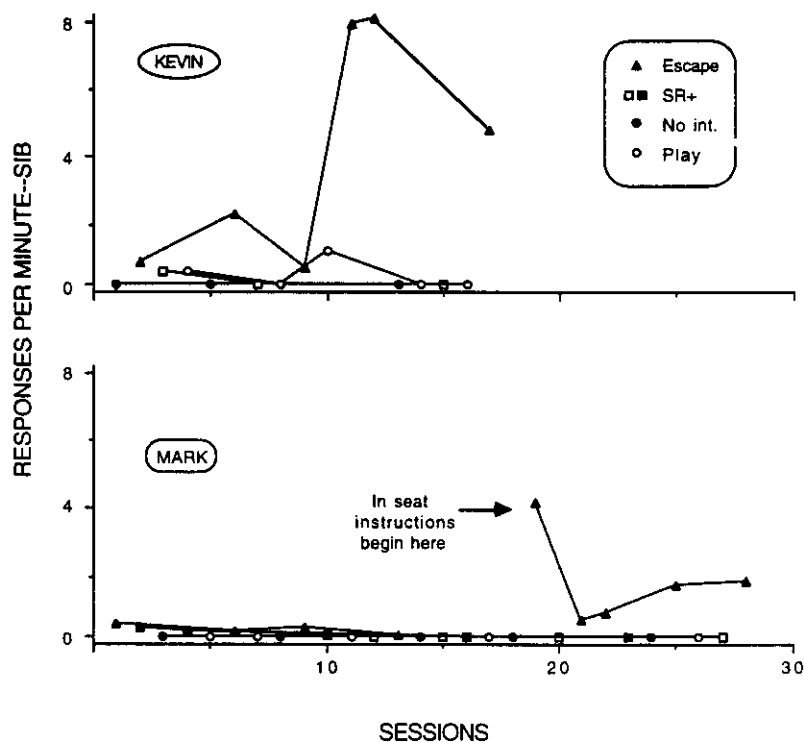 RESPONSES PER MINUTE--SIB
8
KEVIN
4
0
Escape
SR+
No int.
Play
8
MARK
4
In seat
instructions
begin here
0
10
20
30
SESSIONS